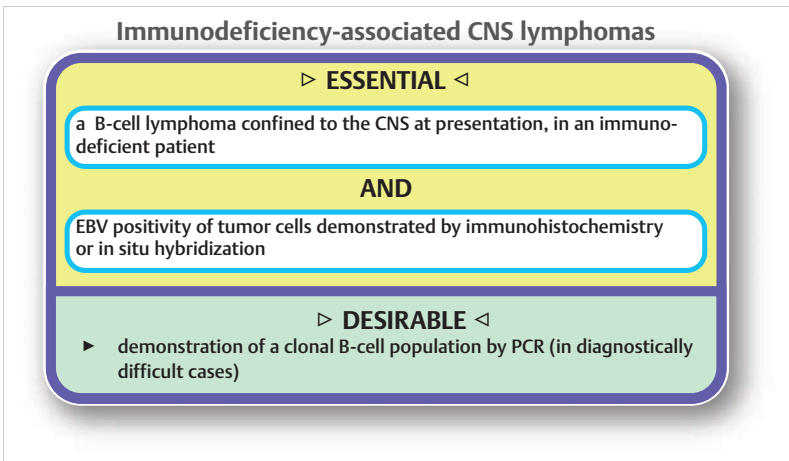 Immunodeficiency-associated CNS lymphomas
▷ ESSENTIAL ◁
a B-cell lymphoma confined to the CNS at presentation, in an immuno-
deficient patient
AND
EBV positivity of tumor cells demonstrated by immunohistochemistry
or in situ hybridization
▷ DESIRABLE ◁
► demonstration of a clonal B-cell population by PCR (in diagnostically
difficult cases)